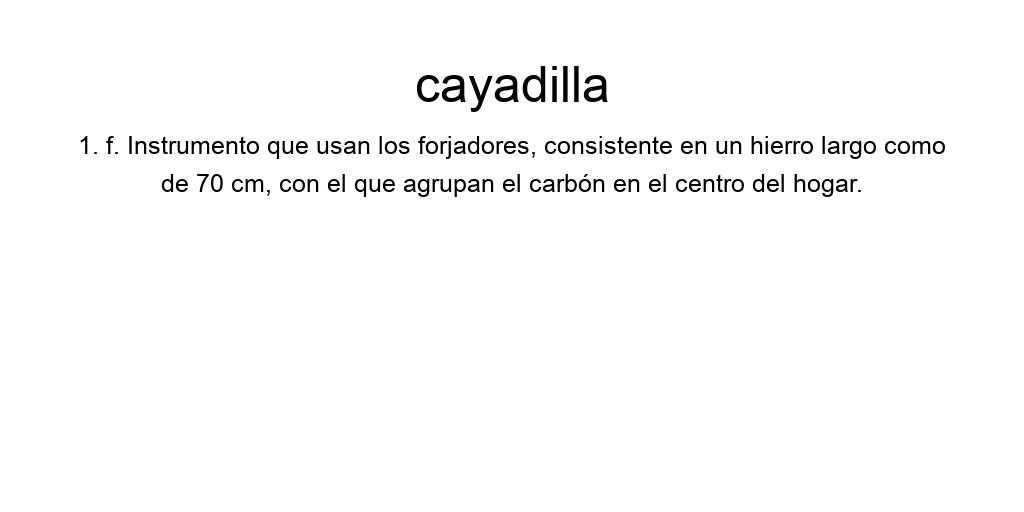 cayadilla
1. f. Instrumento que usan los forjadores, consistente en un hierro largo como
de 70 cm, con el que agrupan el carbón en el centro del hogar.